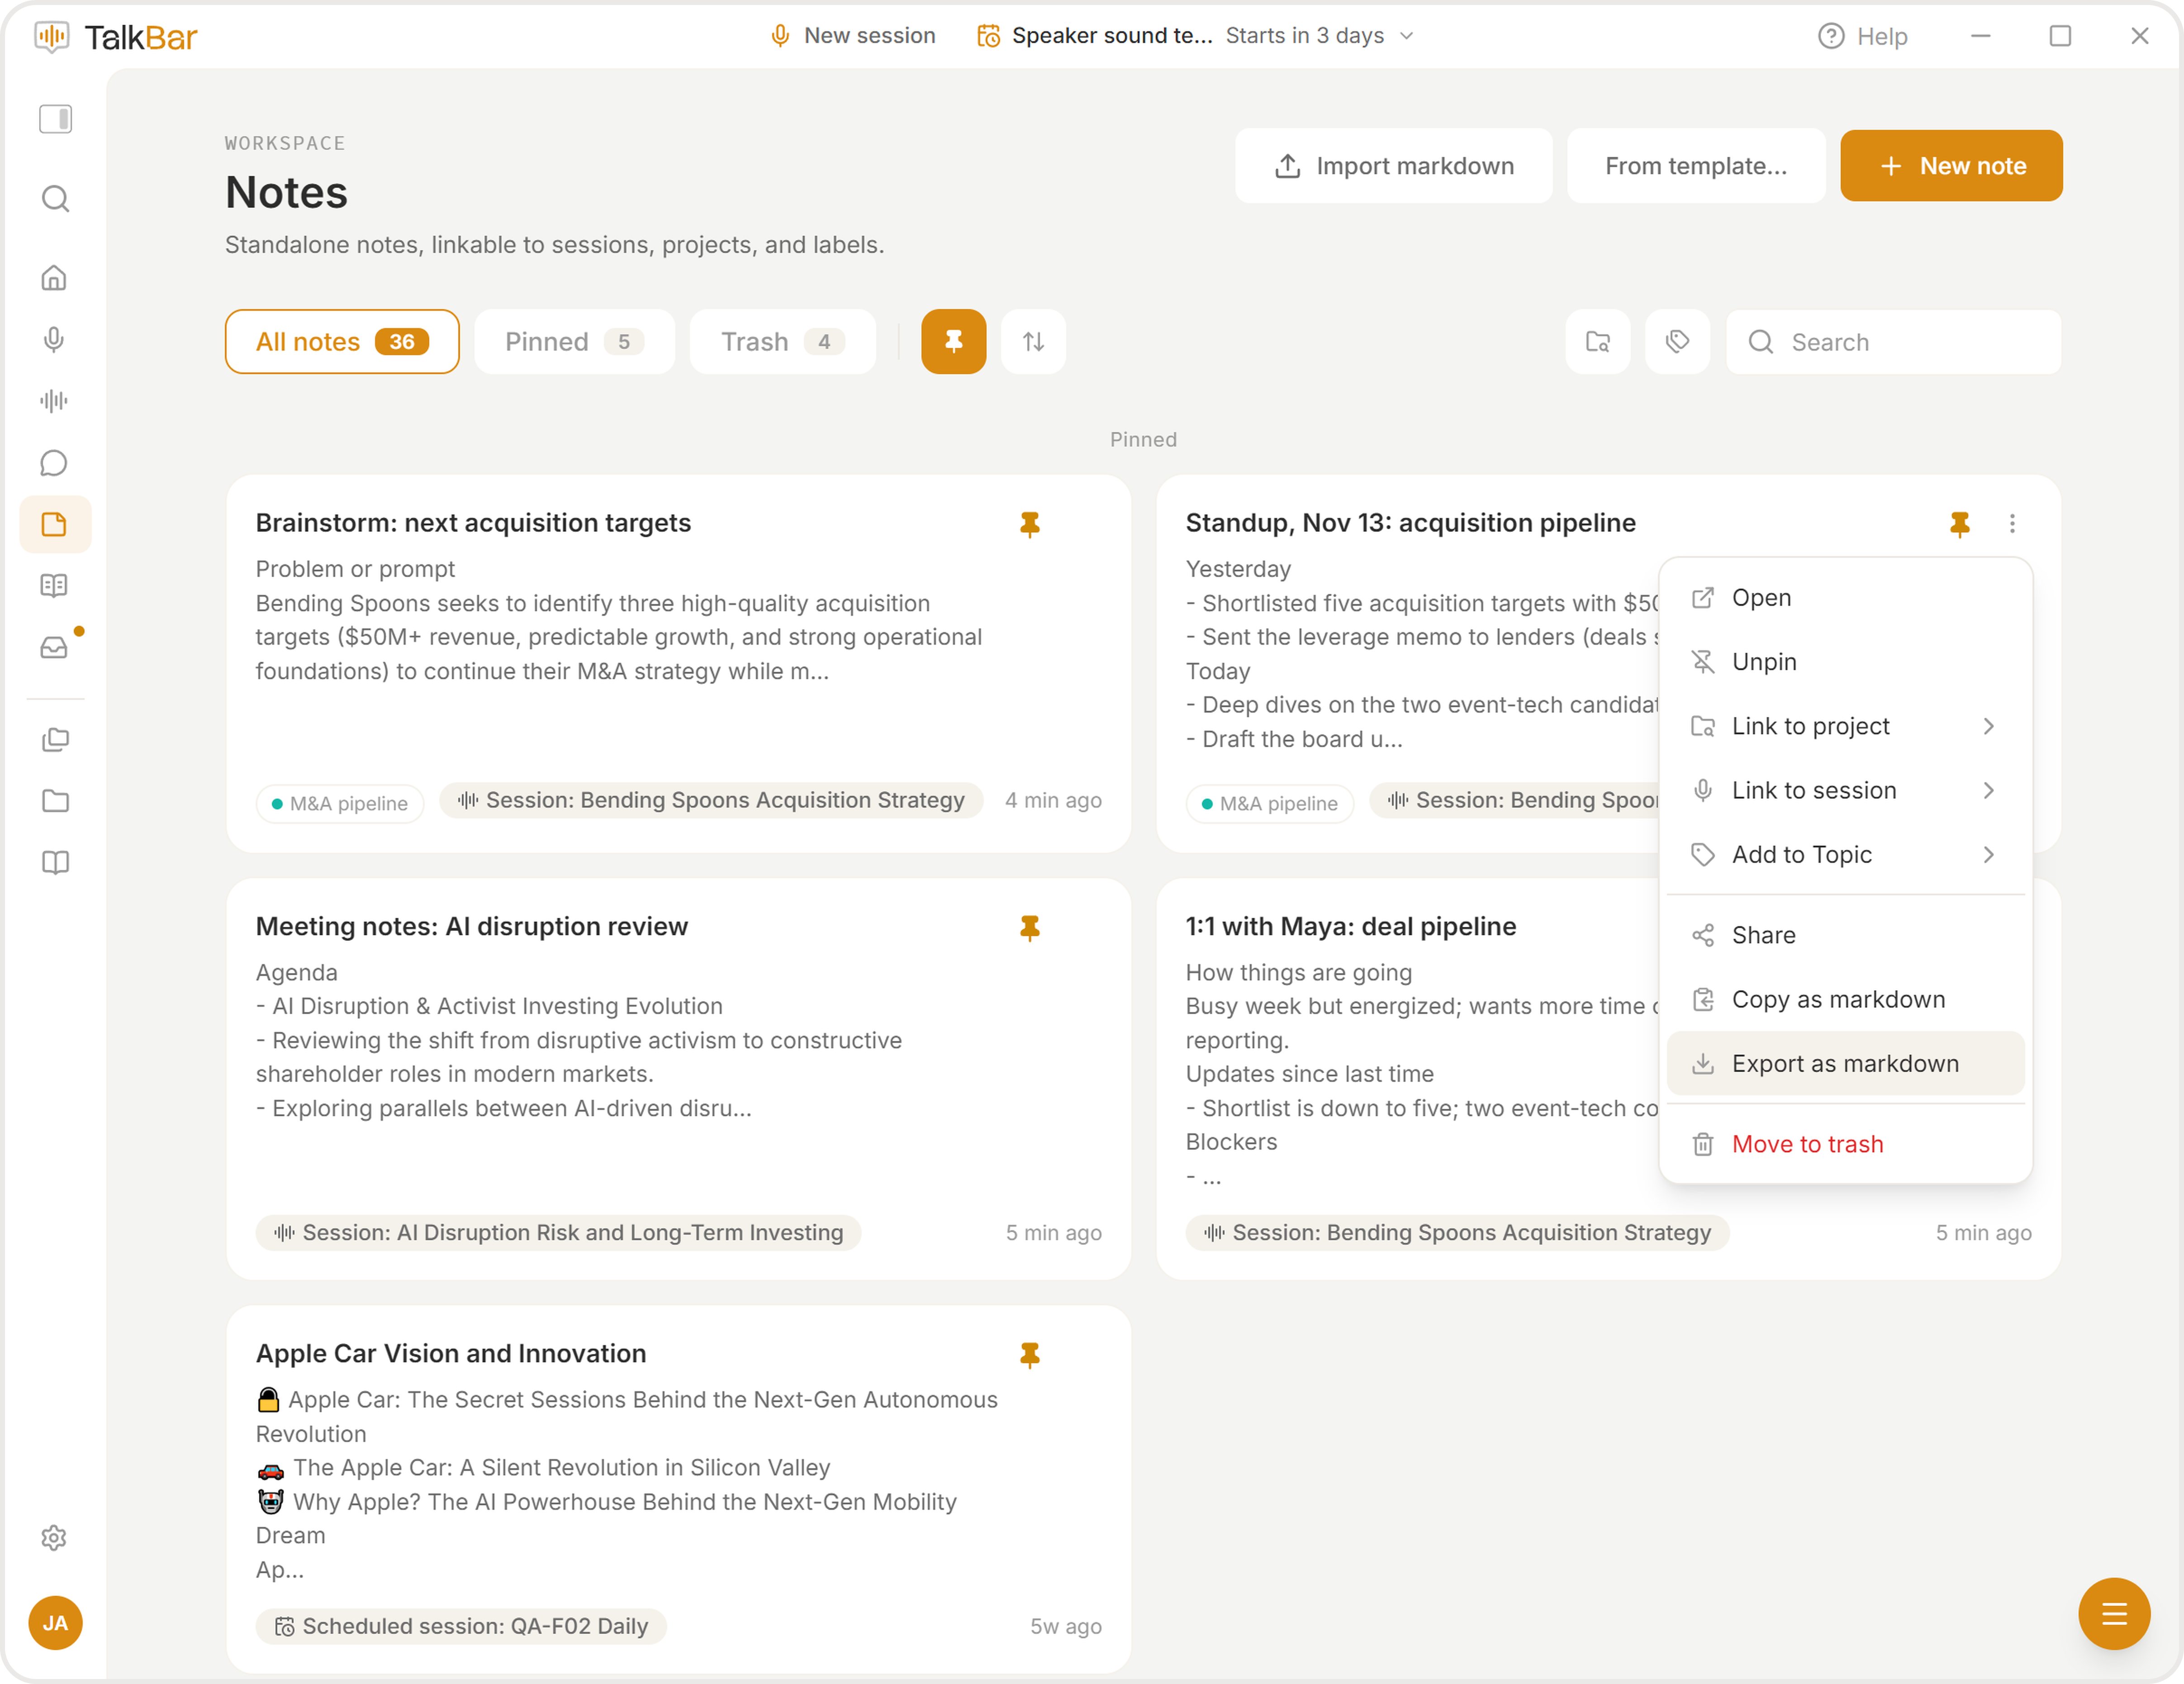 TalkBar
New session
Speaker sound te... Starts in 3 days
Help
WORKSPACE
Notes
Standalone notes, linkable to sessions, projects, and labels.
Import markdown
From template...
New note
All notes 36
Pinned 5
Trash 4
Search
Pinned
Brainstorm: next acquisition targets
Problem or prompt
Bending Spoons seeks to identify three high-quality acquisition
targets ($50M+ revenue, predictable growth, and strong operational
foundations) to continue their M&A strategy while m...
M&A pipeline
Session: Bending Spoons Acquisition Strategy
4 min ago
Standup, Nov 13: acquisition pipeline
Yesterday
- Shortlisted five acquisition targets with $50
- Sent the leverage memo to lenders (deals
Today
- Deep dives on the two event-tech candidat
- Draft the board u...
M&A pipeline
Session: Bending Spoo
Open
Unpin
Link to project
Link to session
Add to Topic
Share
Copy as markdown
Export as markdown
Move to trash
Meeting notes: AI disruption review
Agenda
- AI Disruption & Activist Investing Evolution
- Reviewing the shift from disruptive activism to constructive
shareholder roles in modern markets.
- Exploring parallels between AI-driven disru...
Session: AI Disruption Risk and Long-Term Investing
5 min ago
1:1 with Maya: deal pipeline
How things are going
Busy week but energized; wants more time
reporting.
Updates since last time
- Shortlist is down to five; two event-tech co
Blockers
- ...
Session: Bending Spoons Acquisition Strategy
5 min ago
Apple Car Vision and Innovation
🔒 Apple Car: The Secret Sessions Behind the Next-Gen Autonomous
Revolution
🚗 The Apple Car: A Silent Revolution in Silicon Valley
🤖 Why Apple? The AI Powerhouse Behind the Next-Gen Mobility
Dream
Ap...
Scheduled session: QA-F02 Daily
5w ago
JA